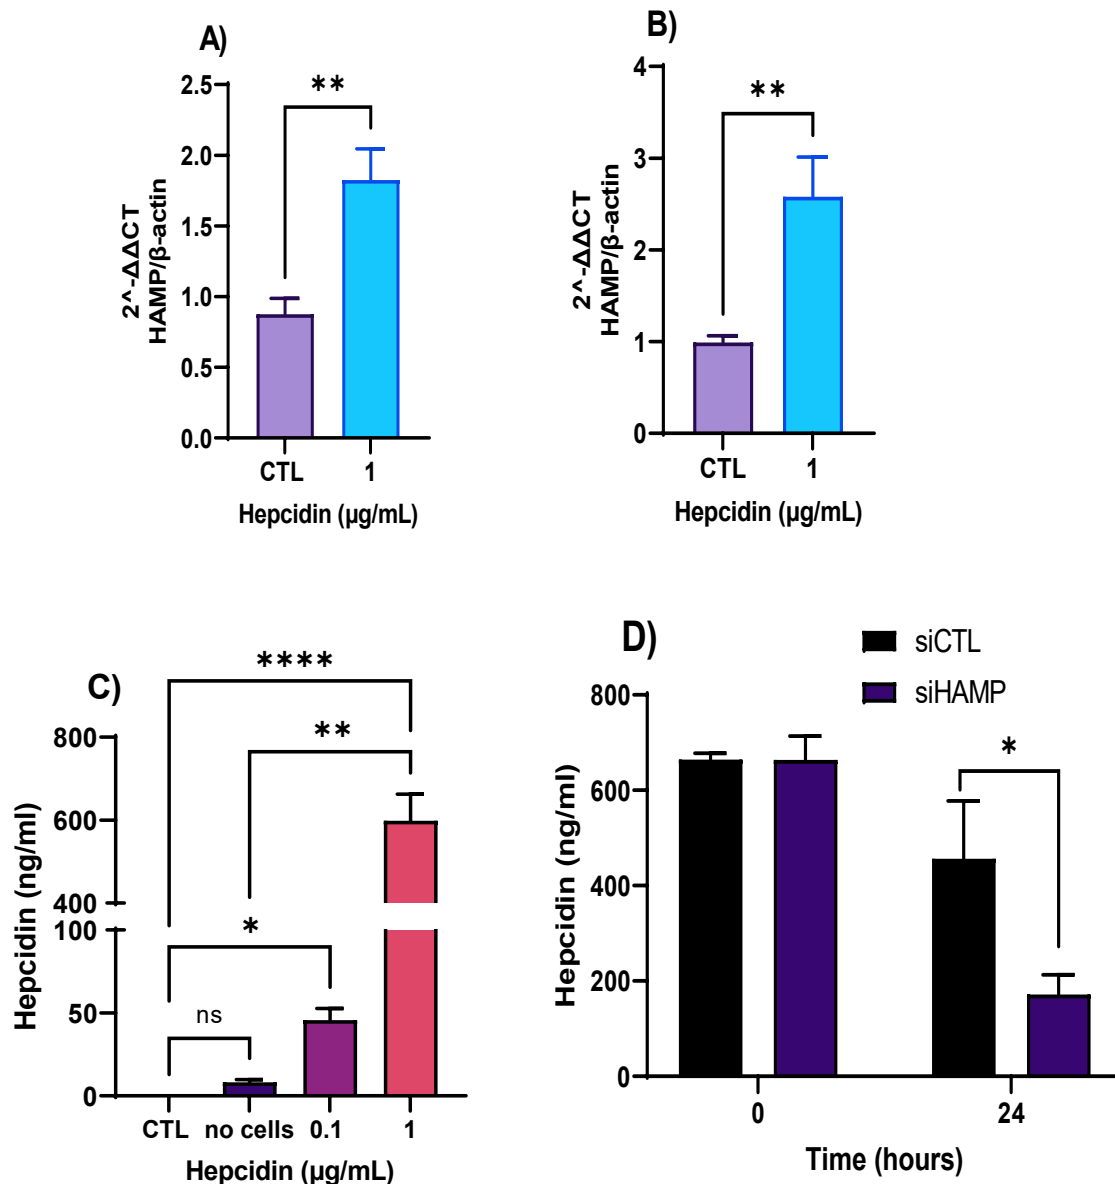 A)
2^-ΔΔCT
HAMP/β-actin
2.5
2.0
1.5
1.0
0.5
0.0
**
CTL
1
Hepcidin (µg/mL)
B)
2^-ΔΔCT
HAMP/β-actin
4
3
2
1
0
**
CTL
1
Hepcidin (µg/mL)
C)
Hepcidin (ng/ml)
800
600
400
100
50
0
****
**
*
ns
CTL
no cells
0.1
1
Hepcidin (µg/mL)
D)
siCTL
siHAMP
Hepcidin (ng/ml)
800
600
400
200
0
*
0
24
Time (hours)